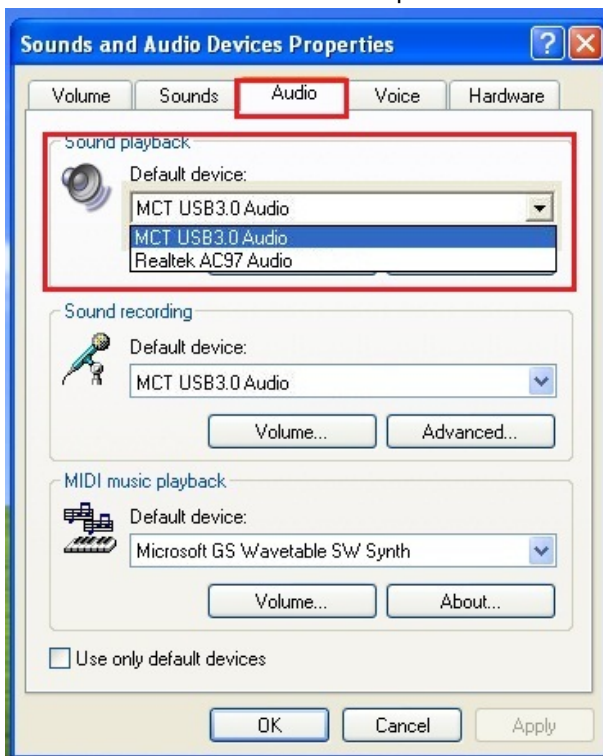 Sounds and Audio Devices Properties
Volume Sounds Audio Voice Hardware
Sound playback
Default device:
MCT USB3.0 Audio
MCT USB3.0 Audio
Realtek AC97 Audio
Sound recording
Default device:
MCT USB3.0 Audio
Volume... Advanced...
MIDI music playback
Default device:
Microsoft GS Wavetable SW Synth
Volume... About...
Use only default devices
OK Cancel Apply